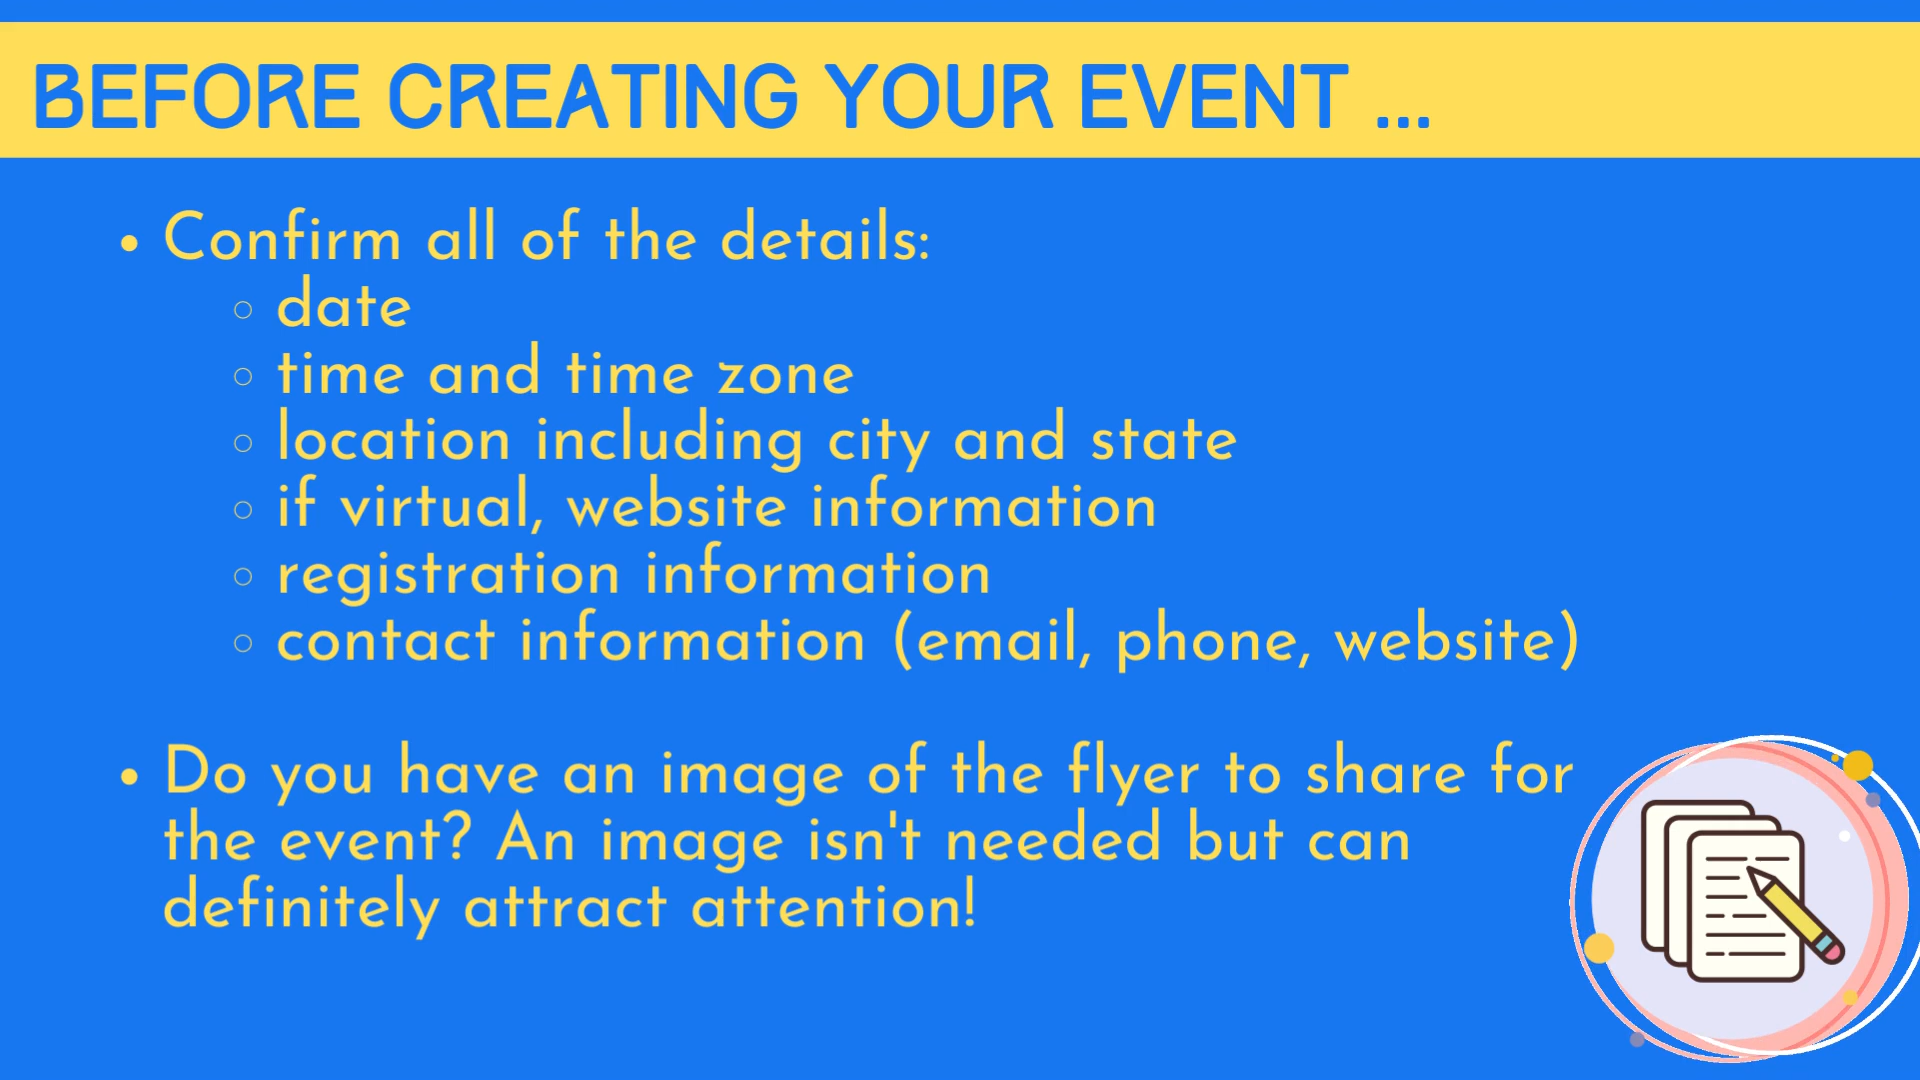 BEFORE CREATING YOUR EVENT ...
• Confirm all of the details:
○ date
○ time and time zone
○ location including city and state
○ if virtual, website information
○ registration information
○ contact information (email, phone, website)
• Do you have an image of the flyer to share for
the event? An image isn't needed but can
definitely attract attention!